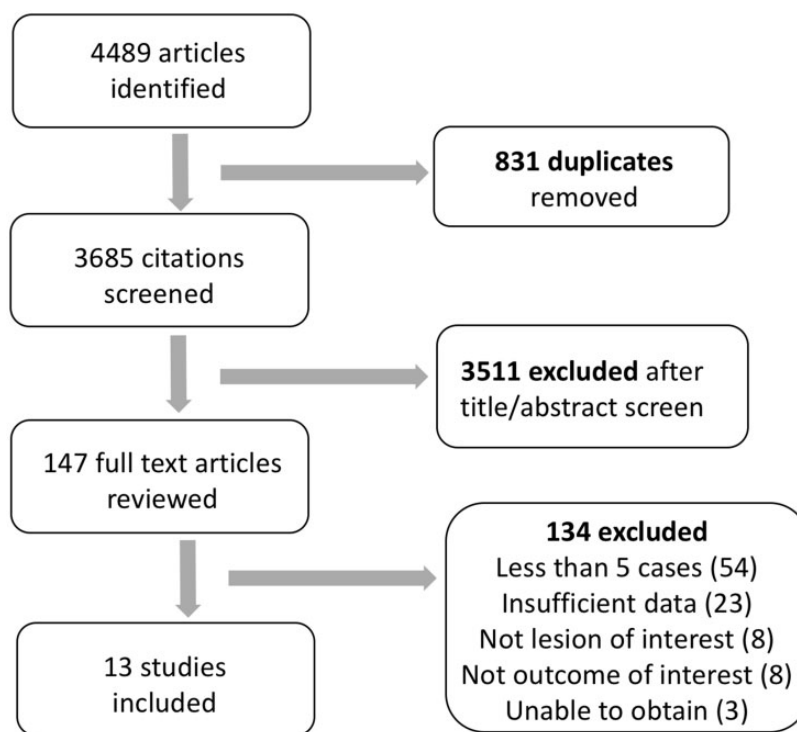 4489 articles
identified
831 duplicates
removed
3685 citations
screened
3511 excluded after
title/abstract screen
147 full text articles
reviewed
134 excluded
Less than 5 cases (54)
Insufficient data (23)
Not lesion of interest (8)
Not outcome of interest (8)
Unable to obtain (3)
13 studies
included